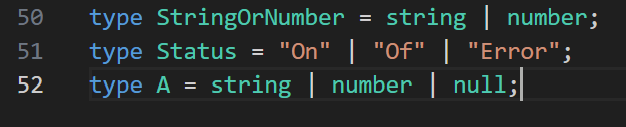 50 type StringOrNumber = string | number;
51 type Status = "On" | "Of" | "Error";
52 type A = string | number | null;